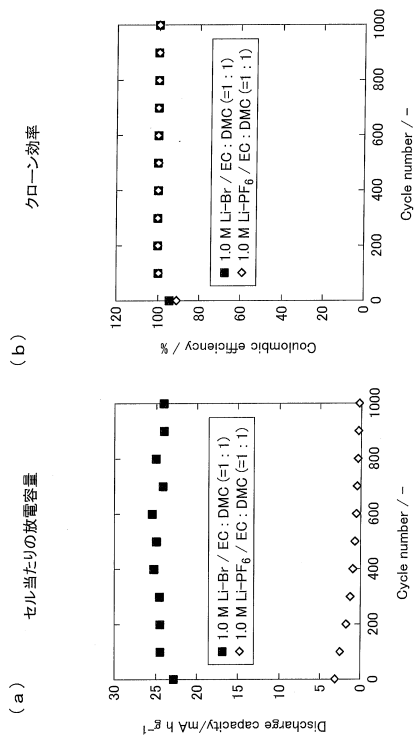 (a)
セル当たりの放電容量
30
25
20
15
10
5
0
Discharge capacity/mA h g⁻¹
■ 1.0 M Li-Br / EC : DMC (=1 : 1)
◇ 1.0 M Li-PF₆ / EC : DMC (=1 : 1)
0 200 400 600 800 1000
Cycle number / -
(b)
クローン効率
120
100
80
60
40
20
0
Coulombic efficiency / %
■ 1.0 M Li-Br / EC : DMC (=1 : 1)
◇ 1.0 M Li-PF₆ / EC : DMC (=1 : 1)
0 200 400 600 800 1000
Cycle number / -